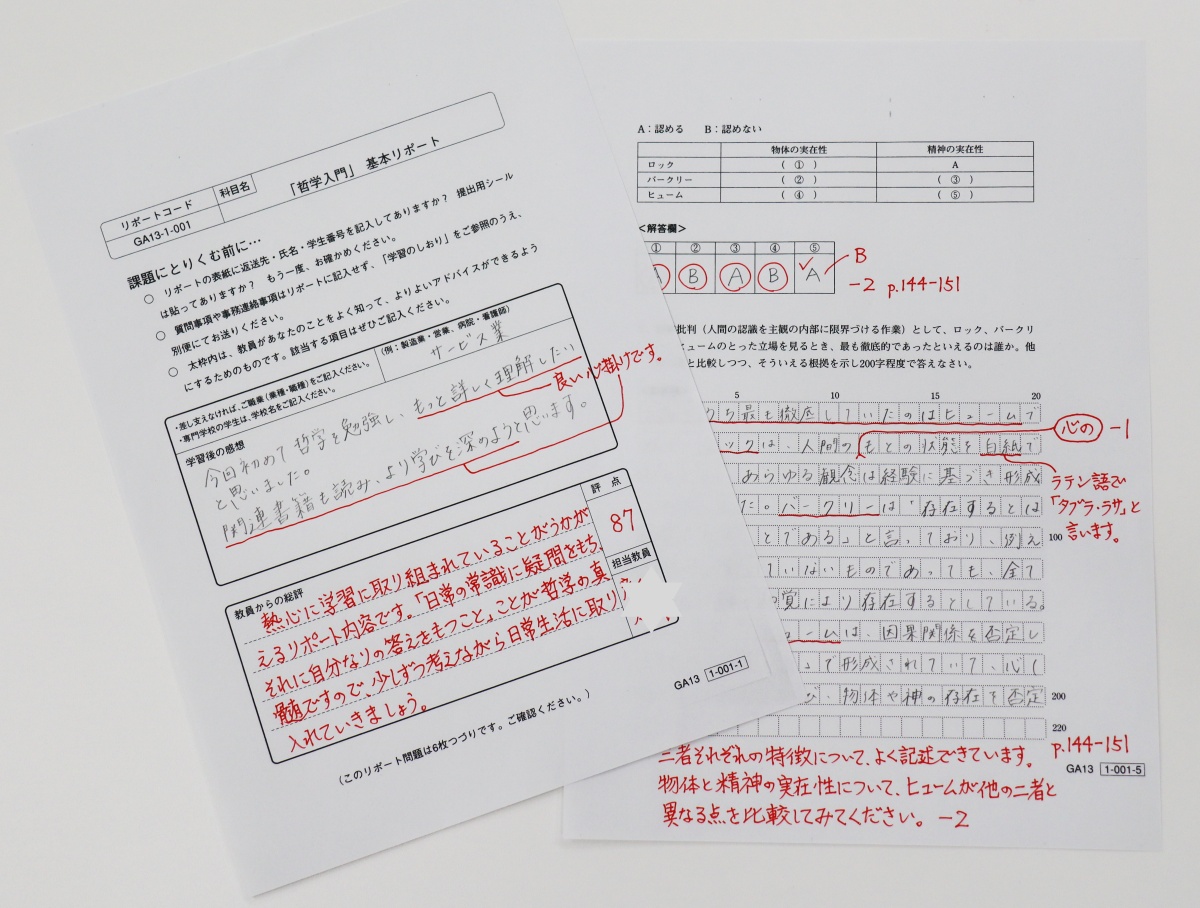 リポートコード
科目名
「哲学入門」 基本リポート
GA13-1-001
課題にとりくむ前に…
○ リポートの表紙に返送先・氏名・学生番号を記入してありますか? 提出用シール
は貼ってありますか? もう一度、お確かめください。
○ 質問事項や事務連絡事項はリポートに記入せず、「学習のしおり」をご参照のうえ、
別便にてお送りください。
○ 太枠内は、教員があなたのことをよく知って、よりよいアドバイスができるよう
にするためのものです。該当する項目はぜひご記入ください。
・差し支えなければ、ご職業(業種・職種)をご記入ください。
・専門学校の学生は、学校名をご記入ください。
(例:製造業・営業、病院・看護師)
サービス業
学習後の感想
今回初めて哲学を勉強し、もっと詳しく理解したい
と思いました。
関連書籍も読み、より学びを深めようと思います。
良い心掛けです。
教員からの総評
熱心に学習に取り組まれていることがうかが
えるリポート内容です。「日常の常識に疑問をもち、
それに自分なりの答えをもつこと」ことが哲学の真
髄ですので、少しずつ考えながら日常生活に取り
入れていきましょう。
評 点
87
担当教員
GA13 1-001-1
(このリポート問題は6枚つづりです。ご確認ください。)
A:認める B:認めない
物体の実在性 精神の実在性
ロック ( ① ) A
バークリー ( ② ) ( ③ )
ヒューム ( ④ ) ( ⑤ )
<解答欄>
① ② ③ ④ ⑤
B A B A
B
-2 p.144-151
批判(人間の認識を主観の内部に限界づける作業)として、ロック、バークリ
ヒュームのとった立場を見るとき、最も徹底的であったといえるのは誰か。他
と比較しつつ、そういえる根拠を示し200字程度で答えなさい。
5 10 15 20
うち最も徹底していたのはヒュームで
ックは、人間のもとの状態を白紙で
心の -1
あらゆる観念は経験に基づき形成
た。バークリーは「存在するとは
ラテン語で
「タブラ・ラサ」と
言います。
とである」と言っており、例え
100
ていないものであっても、全て
覚により存在するとしている。
ュームは、因果関係を否定し
」で形成されていて、心(
び、物体や神の存在を否定
200
220
三者それぞれの特徴について、よく記述できています。
p.144-151
GA13 1-001-5
物体と精神の実在性について、ヒュームが他の二者と
異なる点を比較してみてください。 -2